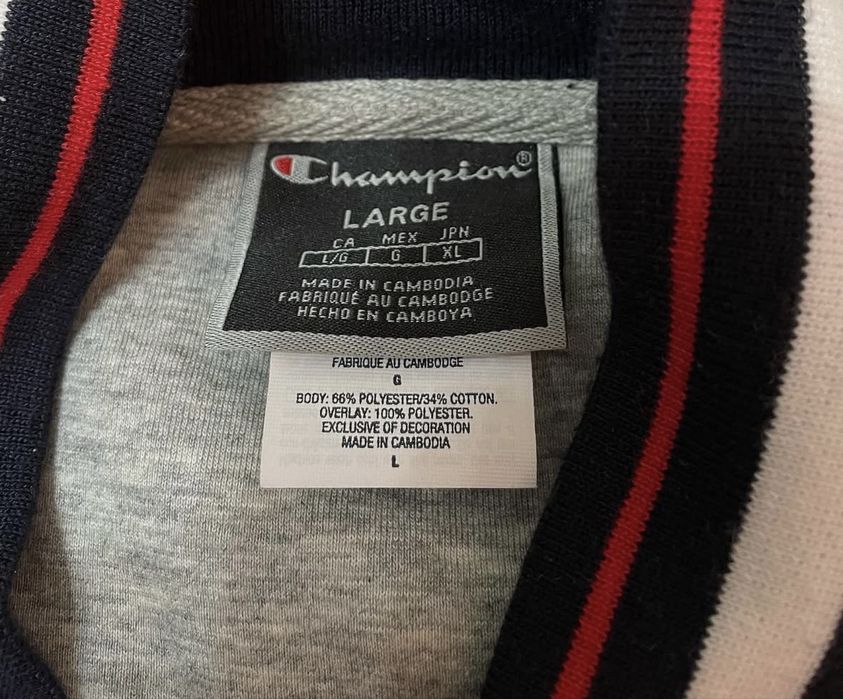 Champion®
LARGE
CA MEX JPN
L/G G XL
MADE IN CAMBODIA
FABRIQUÉ AU CAMBODGE
HECHO EN CAMBOYA
FABRIQUE AU CAMBODGE
G
BODY: 66% POLYESTER/34% COTTON.
OVERLAY: 100% POLYESTER.
EXCLUSIVE OF DECORATION
MADE IN CAMBODIA
L